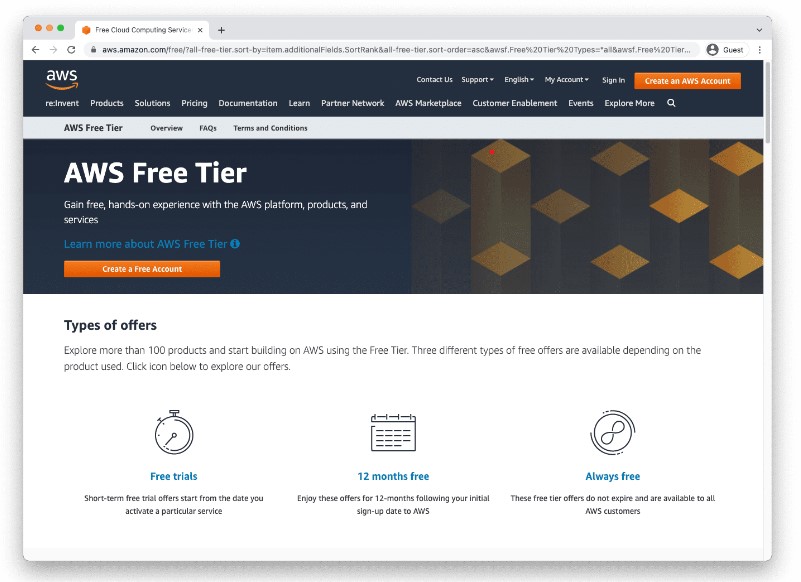 Free Cloud Computing Service
aws.amazon.com/free/?all-free-tier.sort-by=item.additionalFields.SortRank&all-free-tier.sort-order=asc&awsf.Free%20Tier%20Types=*all&awsf.Free%20Tier...
Guest
aws
Contact Us Support English My Account Sign In Create an AWS Account
re:Invent Products Solutions Pricing Documentation Learn Partner Network AWS Marketplace Customer Enablement Events Explore More
AWS Free Tier Overview FAQs Terms and Conditions
AWS Free Tier
Gain free, hands-on experience with the AWS platform, products, and
services
Learn more about AWS Free Tier
Create a Free Account
Types of offers
Explore more than 100 products and start building on AWS using the Free Tier. Three different types of free offers are available depending on the
product used. Click icon below to explore our offers.
Free trials
Short-term free trial offers start from the date you
activate a particular service
12 months free
Enjoy these offers for 12-months following your initial
sign-up date to AWS
Always free
These free tier offers do not expire and are available to all
AWS customers